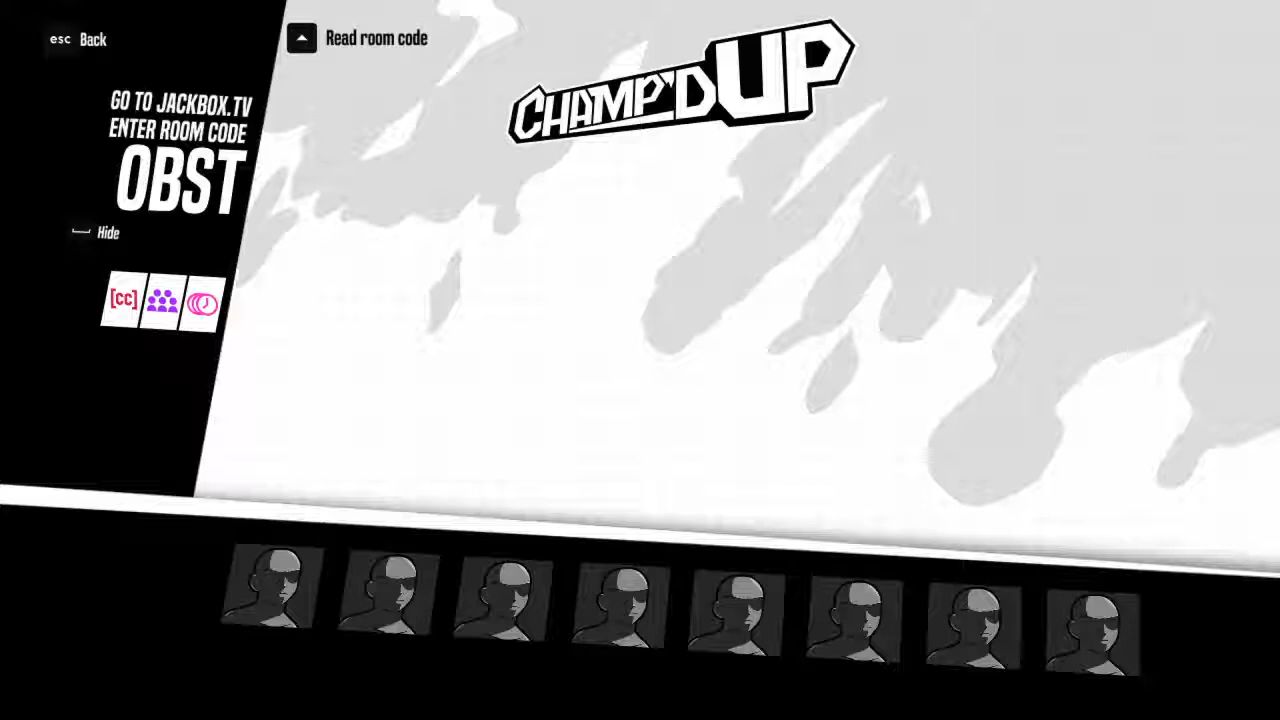 esc Back
Read room code
CHAMP'D UP
GO TO JACKBOX.TV
ENTER ROOM CODE
OBST
Hide
[CC]